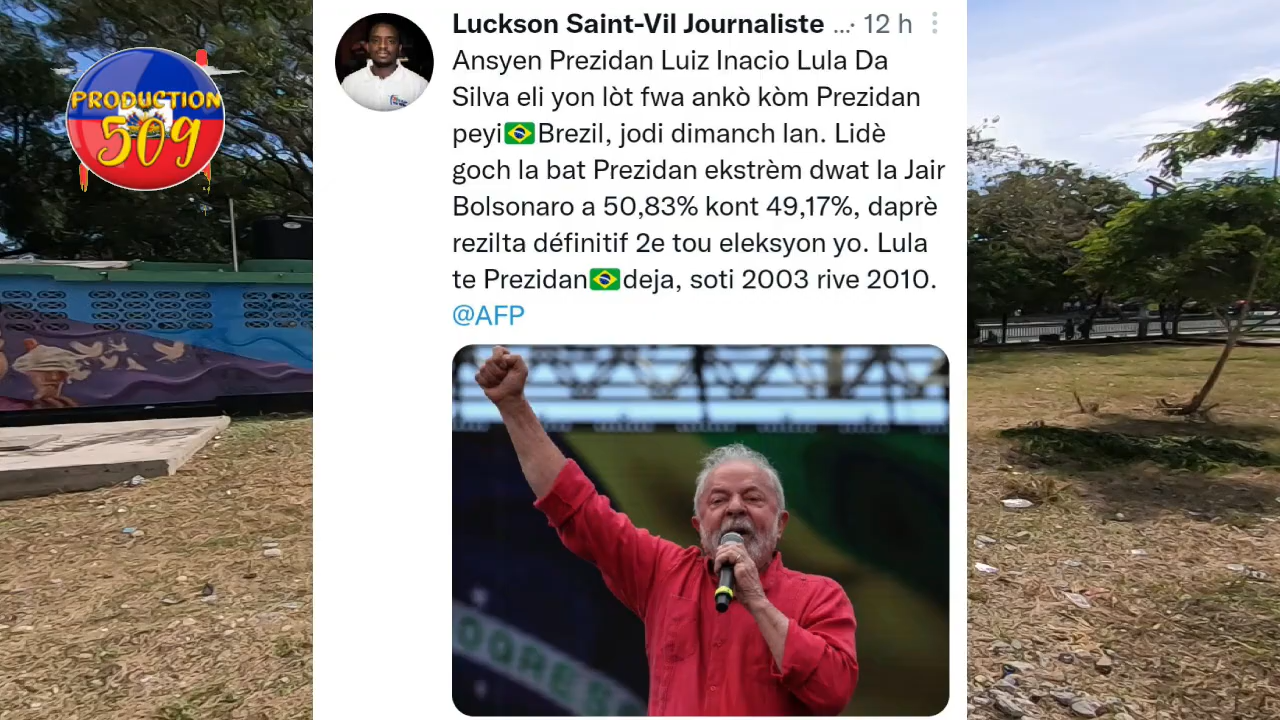 PRODUCTION
509
Luckson Saint-Vil Journaliste ...· 12 h
Ansyen Prezidan Luiz Inacio Lula Da
Silva eli yon lòt fwa ankò kòm Prezidan
peyi🇧🇷Brezil, jodi dimanch lan. Lidè
goch la bat Prezidan ekstrèm dwat la Jair
Bolsonaro a 50,83% kont 49,17%, daprè
rezilta définitif 2e tou eleksyon yo. Lula
te Prezidan🇧🇷deja, soti 2003 rive 2010.
@AFP
OGRESS